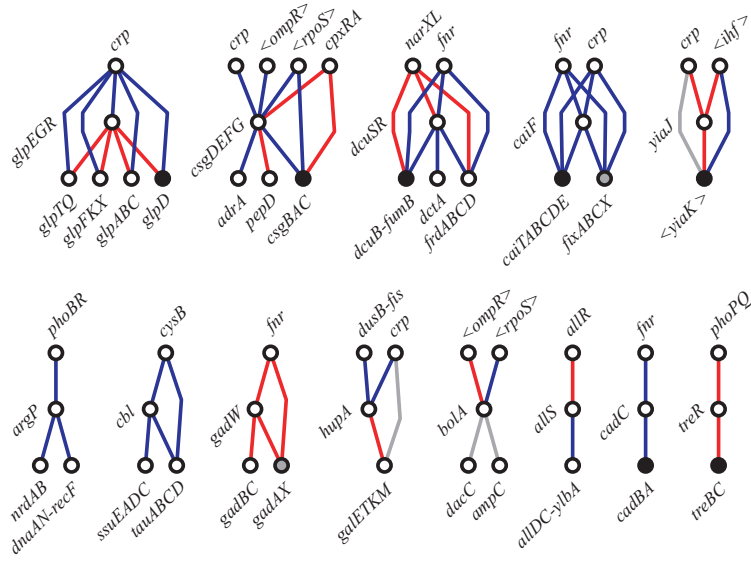 crp
glpEGR
glpTQ
glpFKX
glpABC
glpD
crp
<ompR>
<rpoS>
cpxRA
csgDEFG
adrA
pepD
csgBAC
narXL
fnr
dcuSR
dcuB-fumB
dctA
frdABCD
fnr
crp
caiF
caiTABCDE
fixABCX
crp
<ihf>
yiaJ
<yiaK>
phoBR
argP
nrdAB
dnaAN-recF
cysB
cbl
ssuEADC
tauABCD
fnr
gadW
gadBC
gadAX
dusB-fis
crp
hupA
galETKM
<ompR>
<rpoS>
bolA
dacC
ampC
allR
allS
allDC-ylbA
fnr
cadC
cadBA
phoPQ
treR
treBC